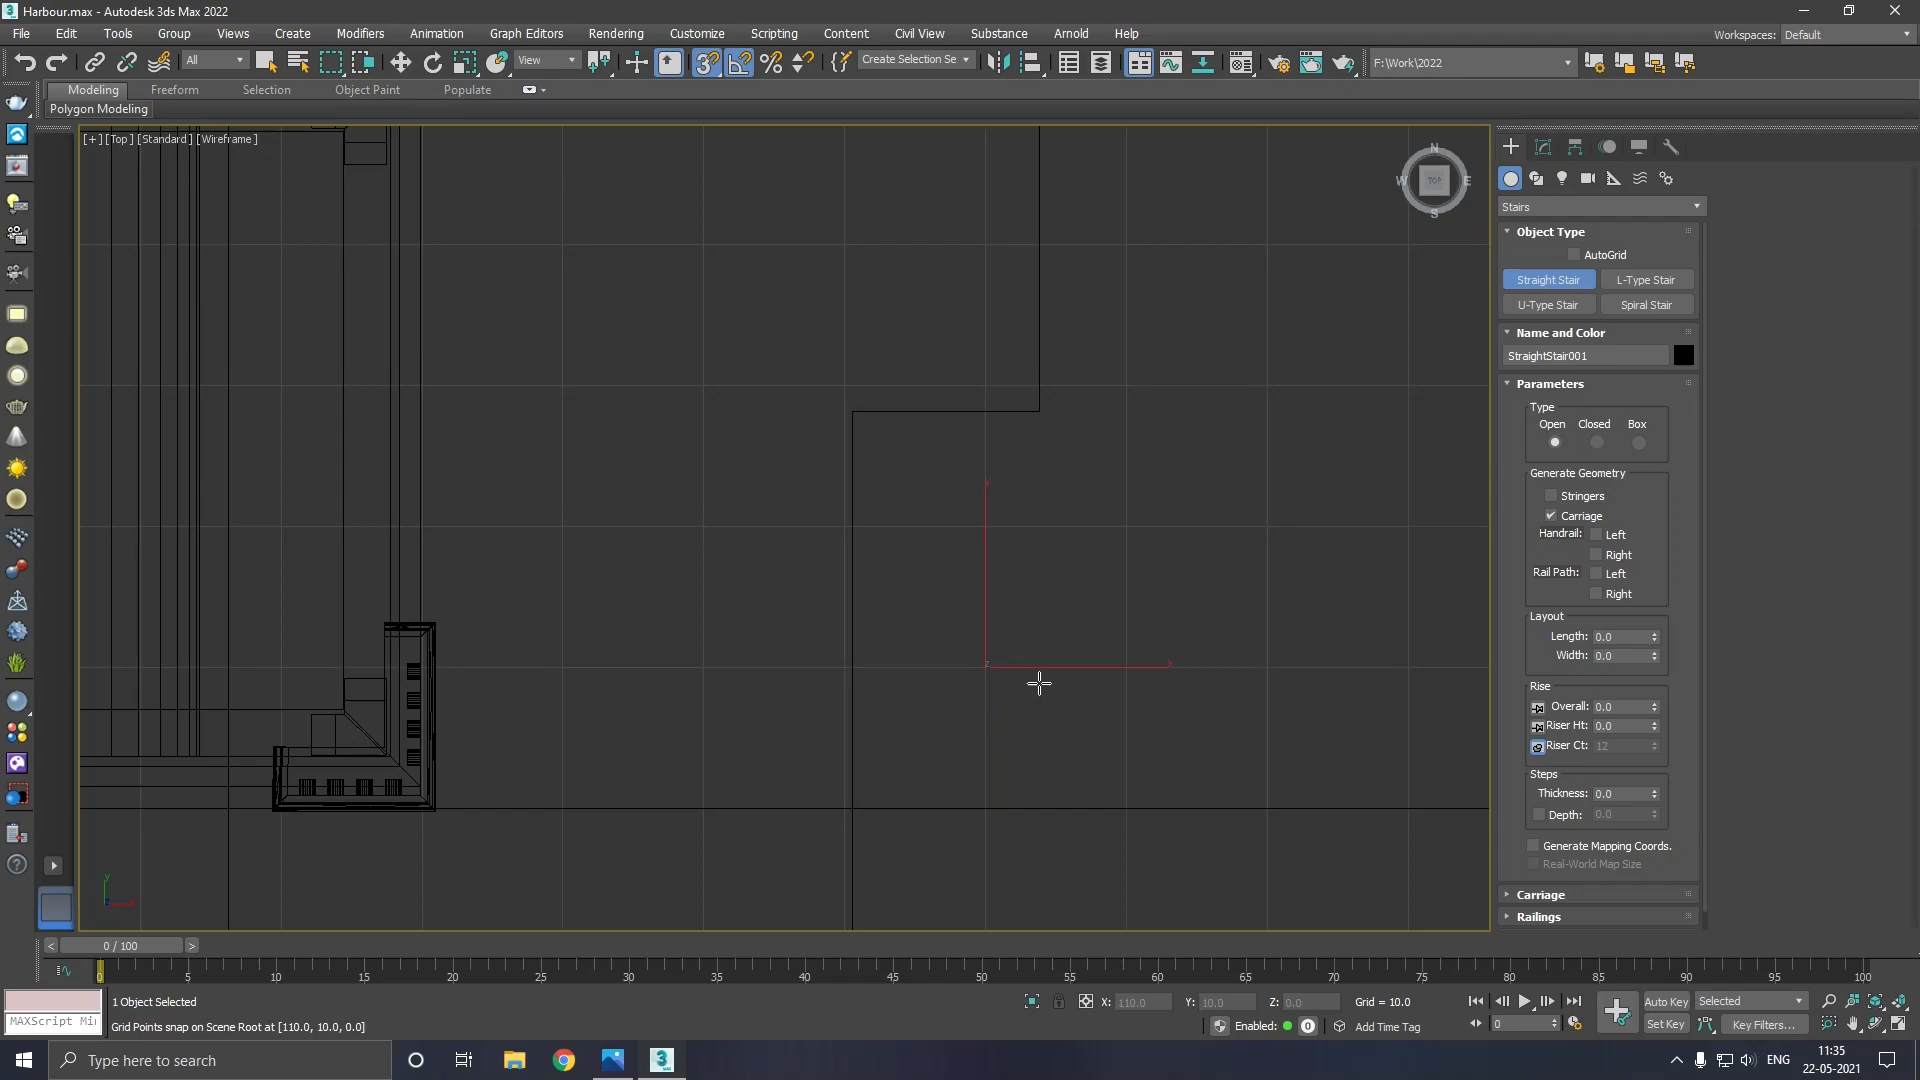 Harbour.max - Autodesk 3ds Max 2022
File Edit Tools Group Views Create Modifiers Animation Graph Editors Rendering Customize Scripting Content Civil View Substance Arnold Help
Workspaces: Default
All View Create Selection Se F:\Work\2022
Modeling Freeform Selection Object Paint Populate
Polygon Modeling
[+] [Top] [Standard] [Wireframe]
N
W TOP E
S
Stairs
Object Type
AutoGrid
Straight Stair L-Type Stair
U-Type Stair Spiral Stair
Name and Color
StraightStair001
Parameters
Type
Open Closed Box
Generate Geometry
Stringers
Carriage
Handrail: Left
Right
Rail Path: Left
Right
Layout
Length: 0.0
Width: 0.0
Rise
Overall: 0.0
Riser Ht: 0.0
Riser Ct: 12
Steps
Thickness: 0.0
Depth: 0.0
Generate Mapping Coords.
Real-World Map Size
Carriage
Railings
y
z x
y
< 0 / 100 >
0 5 10 15 20 25 30 35 40 45 50 55 60 65 70 75 80 85 90 95 100
1 Object Selected X: 110.0 Y: 10.0 Z: 0.0 Grid = 10.0 Auto Key Selected
MAXScript Mi Grid Points snap on Scene Root at [110.0, 10.0, 0.0] Enabled: 0 Add Time Tag 0 Set Key Key Filters...
Type here to search
ENG 11:35
22-05-2021